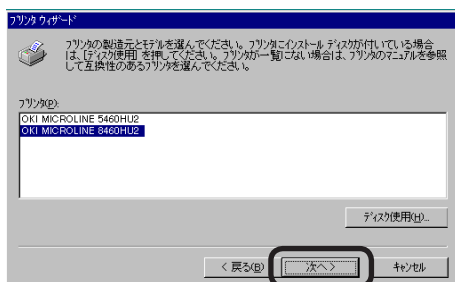 プリンタ ウィザード
プリンタの製造元とモデルを選んでください。プリンタにインストール ディスクが付いている場合
は、[ディスク使用] を押してください。プリンタが一覧にない場合は、プリンタのマニュアルを参照
して互換性のあるプリンタを選んでください。
プリンタ(P):
OKI MICROLINE 5460HU2
OKI MICROLINE 8460HU2
ディスク使用(H)...
< 戻る(B)
次へ >
キャンセル